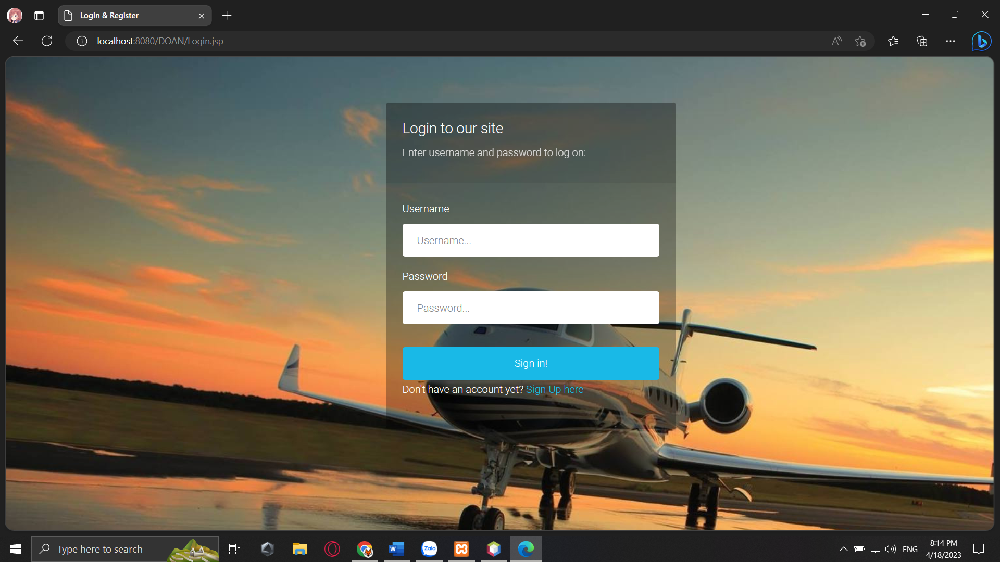 Login & Register
localhost:8080/DOAN/Login.jsp
Login to our site
Enter username and password to log on:
Username
Username...
Password
Password...
Sign in!
Don't have an account yet? Sign Up here
Type here to search
Zalo
ENG
8:14 PM
4/18/2023